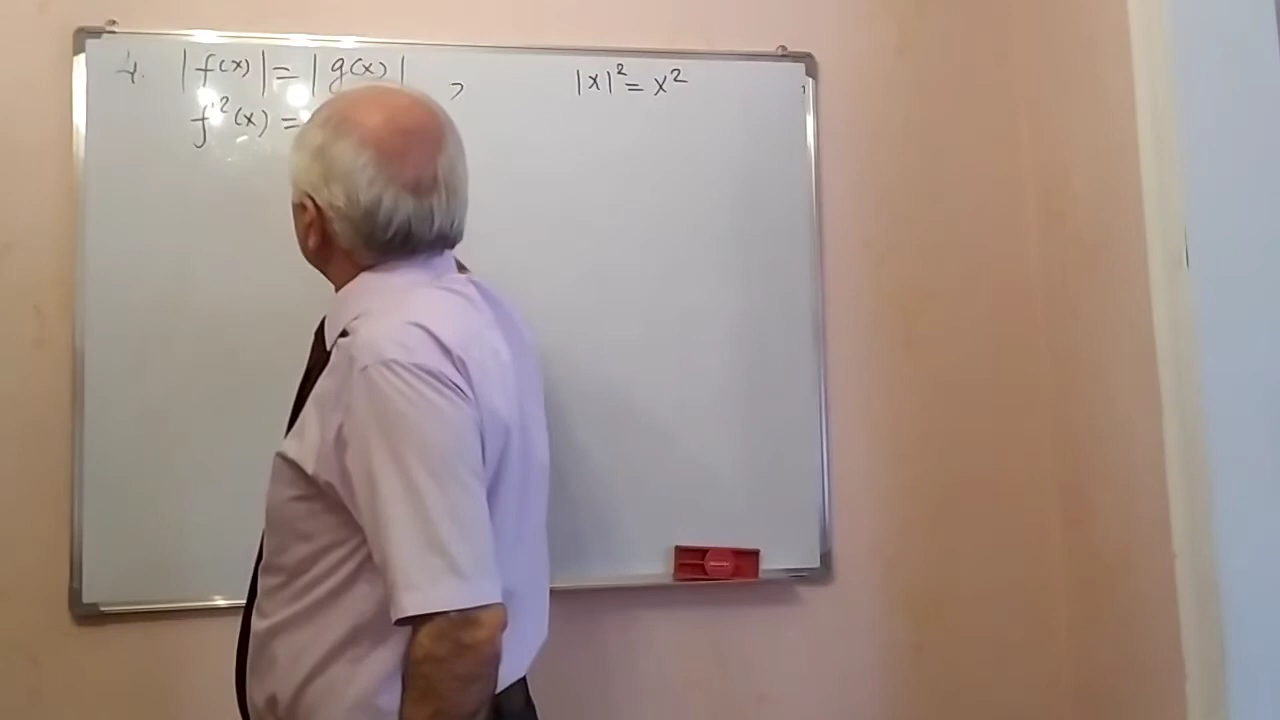 4. |f(x)| = |g(x)|
|x|² = x²
f²(x) =